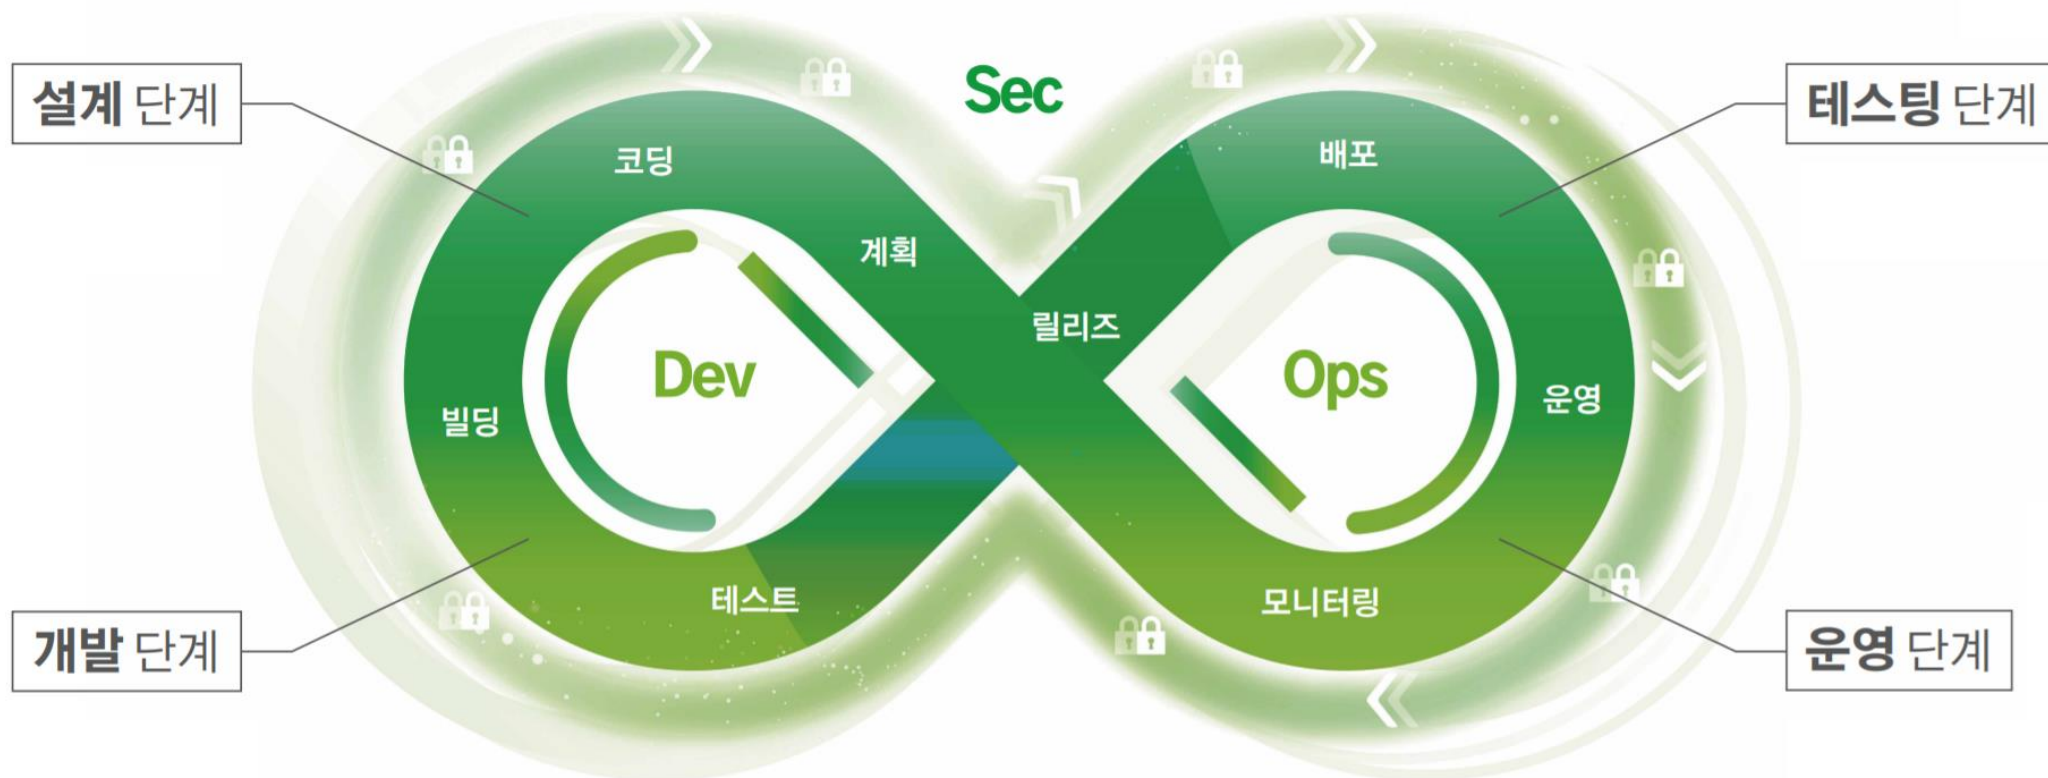 Sec
설계 단계
테스팅 단계
코딩
배포
계획
릴리즈
Dev
Ops
빌딩
운영
테스트
모니터링
개발 단계
운영 단계